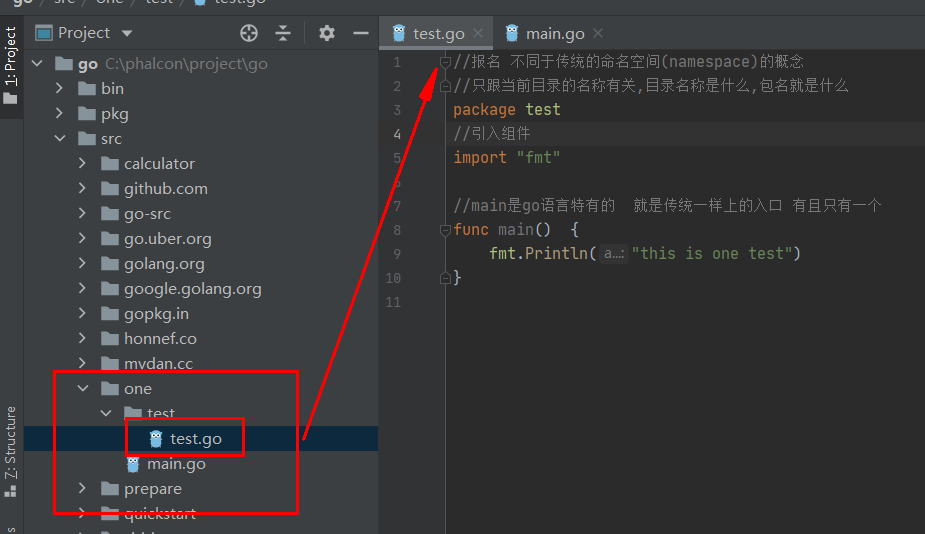 go / src / one / test / test.go
1: Project
Project
test.go
main.go
go C:\phalcon\project\go
bin
pkg
src
calculator
github.com
go-src
go.uber.org
golang.org
google.golang.org
gopkg.in
honnef.co
mvdan.cc
one
test
test.go
main.go
prepare
quickstart
Z: Structure
1 //报名 不同于传统的命名空间(namespace)的概念
2 //只跟当前目录的名称有关,目录名称是什么,包名就是什么
3 package test
4 //引入组件
5 import "fmt"
6
7 //main是go语言特有的 就是传统一样上的入口 有且只有一个
8 func main() {
9 fmt.Println( a...: "this is one test")
10 }
11